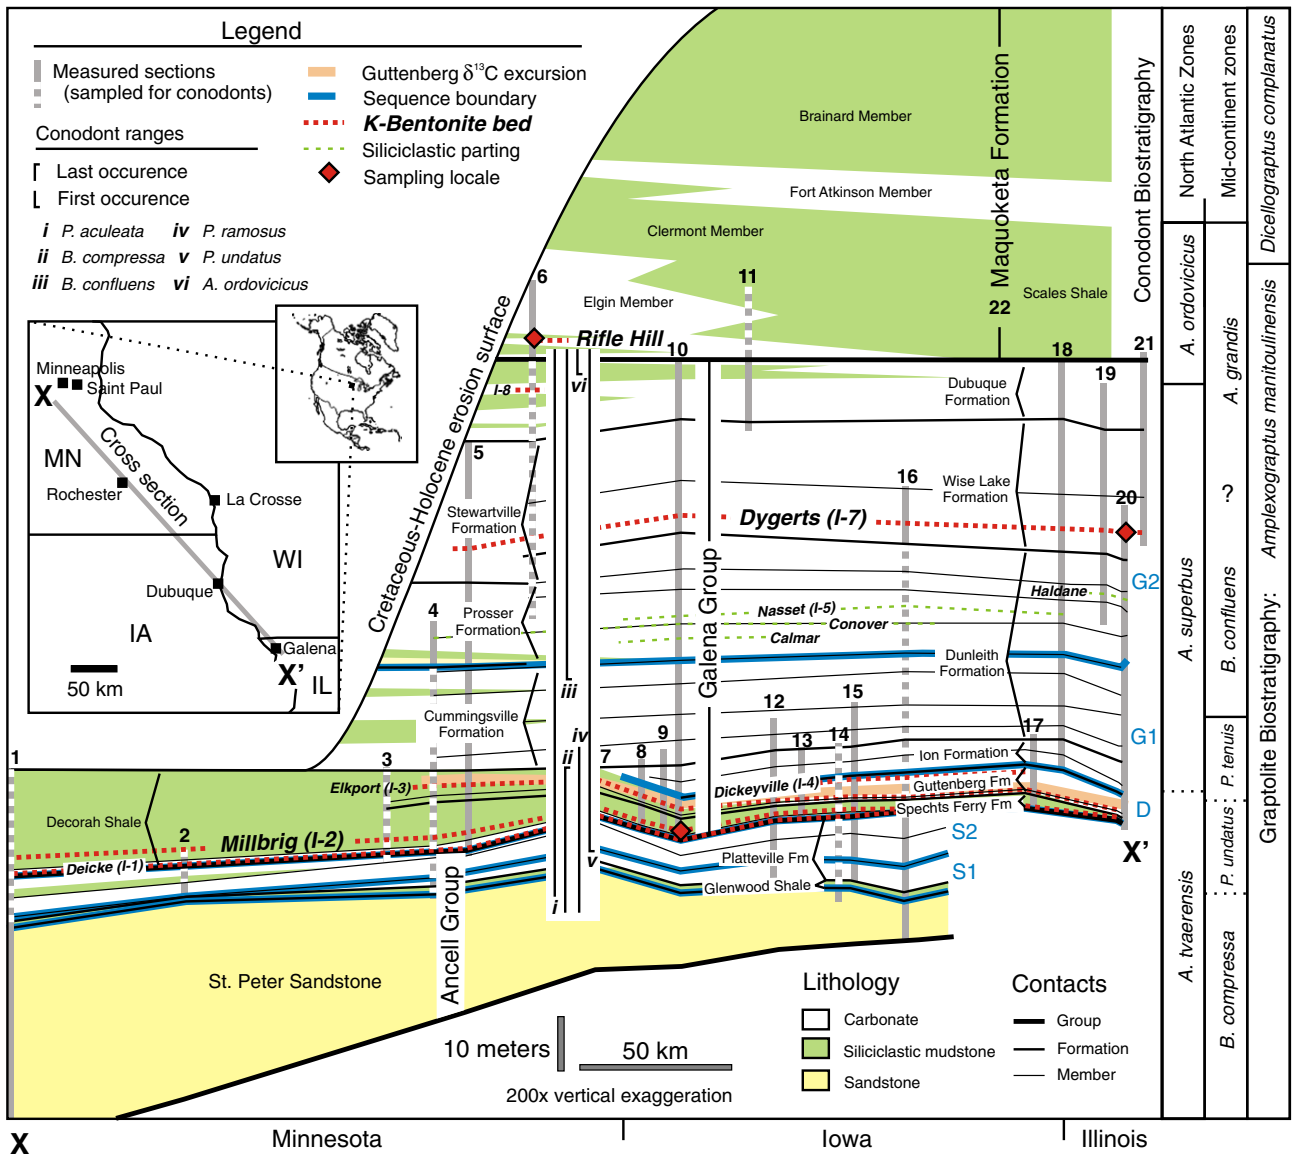 Legend
Measured sections
(sampled for conodonts)
Conodont ranges
Last occurence
First occurence
i P. aculeata iv P. ramosus
ii B. compressa v P. undatus
iii B. confluens vi A. ordovicicus
Guttenberg δ13C excursion
Sequence boundary
K-Bentonite bed
Siliciclastic parting
Sampling locale
Minneapolis
Saint Paul
X
MN
Cross section
Rochester
La Crosse
WI
Dubuque
IA
Galena
X’
IL
50 km
Cretaceous-Holocene erosion surface
Brainard Member
Fort Atkinson Member
Clermont Member
Elgin Member
Scales Shale
Maquoketa Formation
22
6
11
Rifle Hill
10
18
19
21
vi
I-8
Dubuque
Formation
5
16
Wise Lake
Formation
20
Stewartville
Formation
Dygerts (I-7)
Galena Group
G2
Haldane
4
Prosser
Formation
Nasset (I-5)
Conover
Calmar
Dunleith
Formation
iii
12
15
Cummingsville
Formation
iv
9
13
14
17
G1
1
3
ii
7
8
Ion Formation
Elkport (I-3)
Dickeyville (I-4)
Guttenberg Fm
Spechts Ferry Fm
D
Decorah Shale
2
Millbrig (I-2)
Deicke (I-1)
S2
X’
v
Platteville Fm
S1
Glenwood Shale
i
Ancell Group
St. Peter Sandstone
10 meters
50 km
200x vertical exaggeration
Lithology
Carbonate
Siliciclastic mudstone
Sandstone
Contacts
Group
Formation
Member
Conodont Biostratigraphy
North Atlantic Zones
Mid-continent zones
A. ordovicicus
A. superbus
A. tvaerensis
A. grandis
?
B. confluens
P. tenuis
P. undatus
B. compressa
Dicellograptus complanatus
Graptolite Biostratigraphy: Amplexograptus manitoulinensis
X
Minnesota
Iowa
Illinois